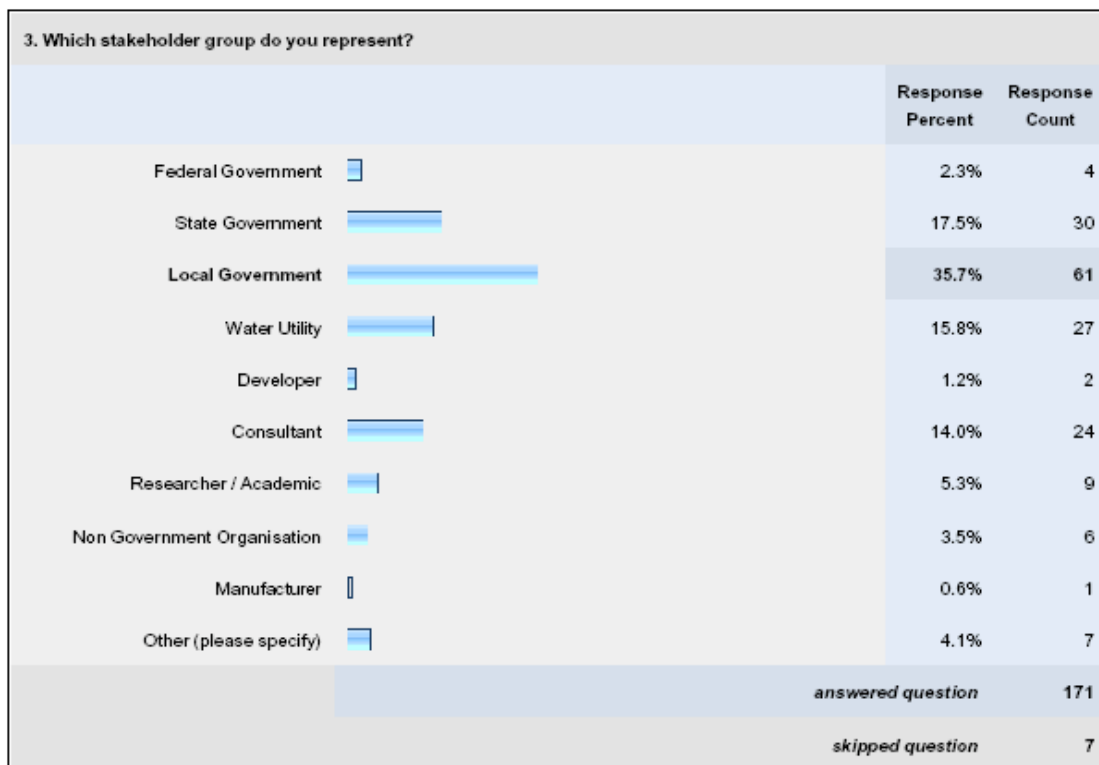 3. Which stakeholder group do you represent?
Response Percent Response Count
Federal Government 2.3% 4
State Government 17.5% 30
Local Government 35.7% 61
Water Utility 15.8% 27
Developer 1.2% 2
Consultant 14.0% 24
Researcher / Academic 5.3% 9
Non Government Organisation 3.5% 6
Manufacturer 0.6% 1
Other (please specify) 4.1% 7
answered question 171
skipped question 7